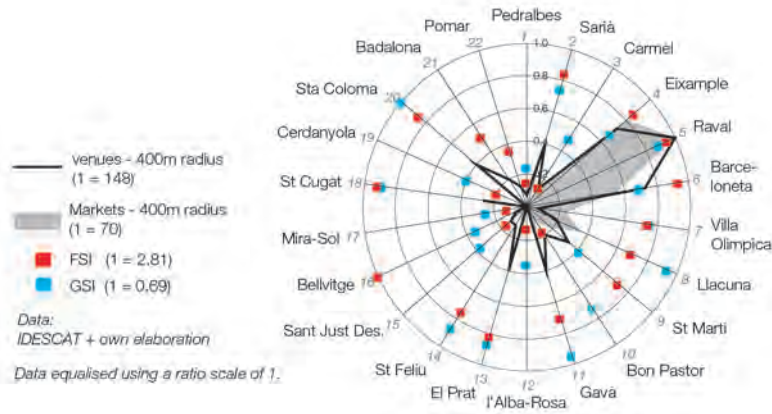 Pedralbes
Sarià
Carmel
Eixample
Raval
Barce-
loneta
Villa
Olimpica
Llacuna
St Marti
Bon Pastor
Gavà
l'Alba-Rosa
El Prat
St Feliu
Sant Just Des.
Bellvitge
Mira-Sol
St Cugat
Cerdanyola
Sta Coloma
Badalona
Pomar
1
2
3
4
5
6
7
8
9
10
11
12
13
14
15
16
17
18
19
20
21
22
1.0
0.8
0.6
0.4
venues - 400m radius
(1 = 148)
Markets - 400m radius
(1 = 70)
FSI (1 = 2.81)
GSI (1 = 0.69)
Data:
IDESCAT + own elaboration
Data equalised using a ratio scale of 1.